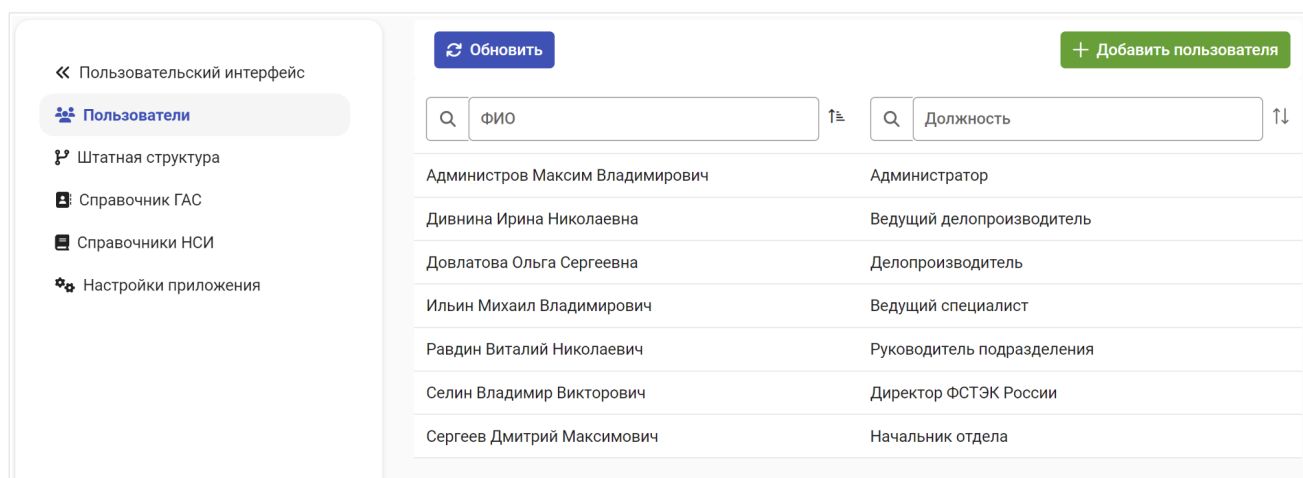 Пользовательский интерфейс
Пользователи
Штатная структура
Справочник ГАС
Справочники НСИ
Настройки приложения
Обновить
Добавить пользователя
ФИО
Должность
Администров Максим Владимирович Администратор
Дивнина Ирина Николаевна Ведущий делопроизводитель
Довлатова Ольга Сергеевна Делопроизводитель
Ильин Михаил Владимирович Ведущий специалист
Равдин Виталий Николаевич Руководитель подразделения
Селин Владимир Викторович Директор ФСТЭК России
Сергеев Дмитрий Максимович Начальник отдела